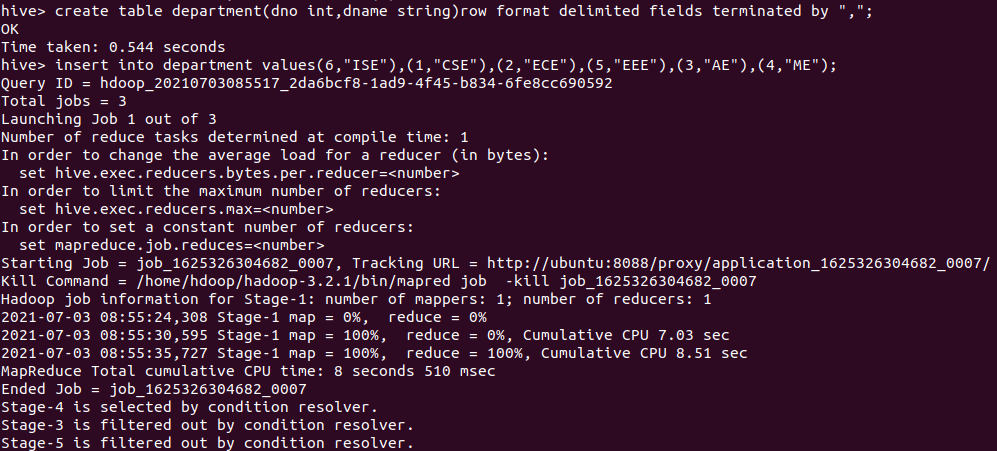 hive> create table department(dno int,dname string)row format delimited fields terminated by ",";
OK
Time taken: 0.544 seconds
hive> insert into department values(6,"ISE"),(1,"CSE"),(2,"ECE"),(5,"EEE"),(3,"AE"),(4,"ME");
Query ID = hdoop_20210703085517_2da6bcf8-1ad9-4f45-b834-6fe8cc690592
Total jobs = 3
Launching Job 1 out of 3
Number of reduce tasks determined at compile time: 1
In order to change the average load for a reducer (in bytes):
  set hive.exec.reducers.bytes.per.reducer=<number>
In order to limit the maximum number of reducers:
  set hive.exec.reducers.max=<number>
In order to set a constant number of reducers:
  set mapreduce.job.reduces=<number>
Starting Job = job_1625326304682_0007, Tracking URL = http://ubuntu:8088/proxy/application_1625326304682_0007/
Kill Command = /home/hdoop/hadoop-3.2.1/bin/mapred job  -kill job_1625326304682_0007
Hadoop job information for Stage-1: number of mappers: 1; number of reducers: 1
2021-07-03 08:55:24,308 Stage-1 map = 0%,  reduce = 0%
2021-07-03 08:55:30,595 Stage-1 map = 100%,  reduce = 0%, Cumulative CPU 7.03 sec
2021-07-03 08:55:35,727 Stage-1 map = 100%,  reduce = 100%, Cumulative CPU 8.51 sec
MapReduce Total cumulative CPU time: 8 seconds 510 msec
Ended Job = job_1625326304682_0007
Stage-4 is selected by condition resolver.
Stage-3 is filtered out by condition resolver.
Stage-5 is filtered out by condition resolver.